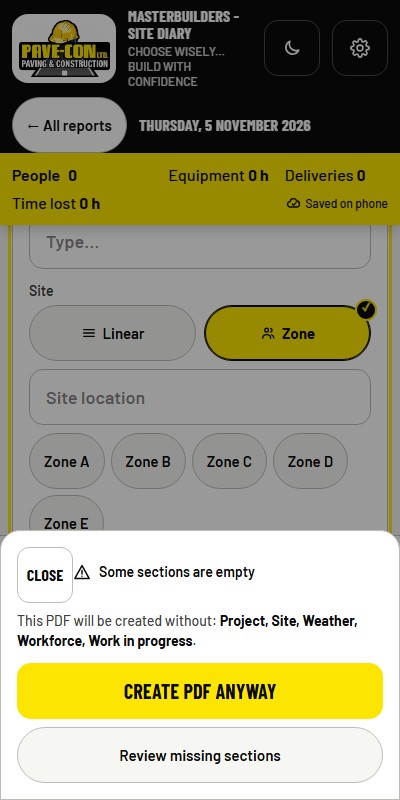 PAVE-CON LTD.
PAVING & CONSTRUCTION
MASTERBUILDERS -
SITE DIARY
CHOOSE WISELY...
BUILD WITH
CONFIDENCE
← All reports
THURSDAY, 5 NOVEMBER 2026
People 0 Equipment 0 h Deliveries 0
Time lost 0 h Saved on phone
Type...
Site
Linear Zone
Site location
Zone A Zone B Zone C Zone D
Zone E
CLOSE Some sections are empty
This PDF will be created without: Project, Site, Weather,
Workforce, Work in progress.
CREATE PDF ANYWAY
Review missing sections